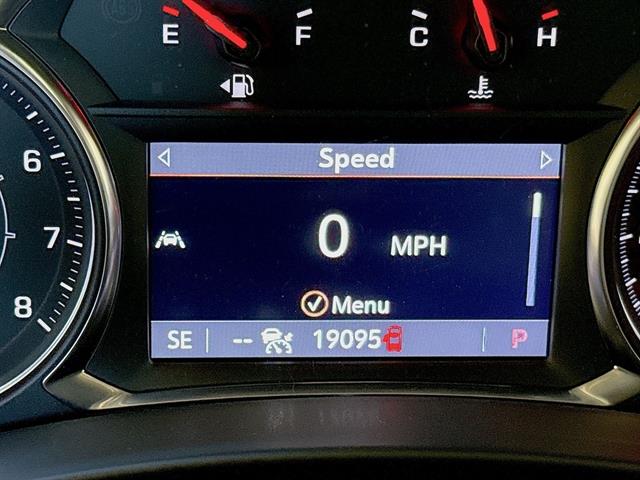 E F C H
6
7
8
Speed
0 MPH
Menu
SE -- 19095 P